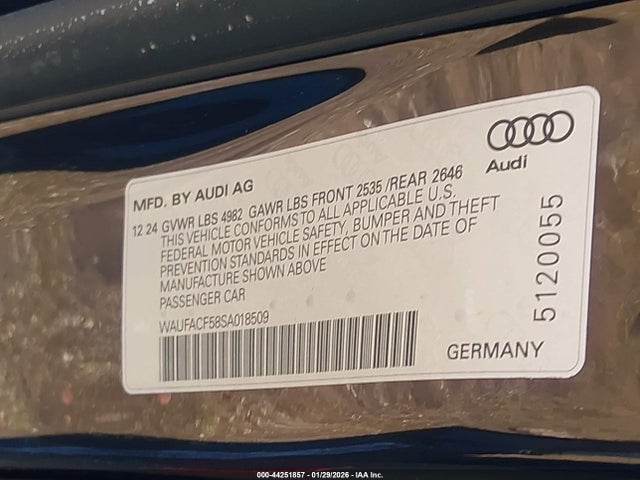 Audi
MFD. BY AUDI AG
12 24 GVWR LBS 4982 GAWR LBS FRONT 2535 /REAR 2646
THIS VEHICLE CONFORMS TO ALL APPLICABLE U.S.
FEDERAL MOTOR VEHICLE SAFETY, BUMPER AND THEFT
PREVENTION STANDARDS IN EFFECT ON THE DATE OF
MANUFACTURE SHOWN ABOVE
PASSENGER CAR
WAUFACF58SA018509
GERMANY
5120055
000-44251857 - 01/29/2026 - IAA Inc.